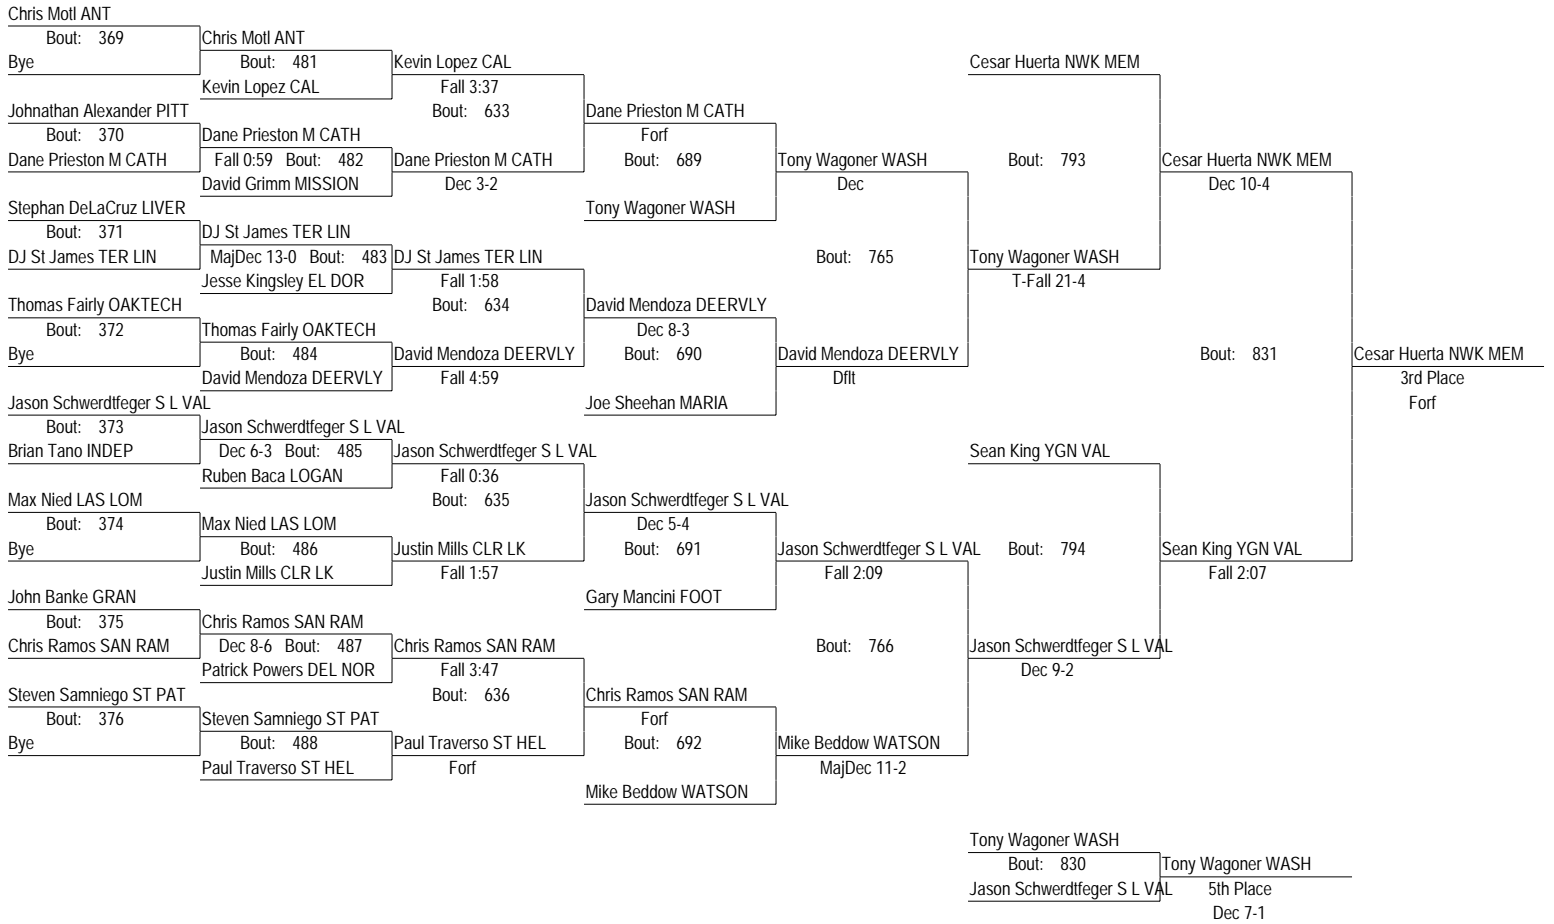 Chris Motl ANT
Bout: 369
Bye
Johnathan Alexander PITT
Bout: 370
Dane Prieston M CATH
Stephan DeLaCruz LIVER
Bout: 371
DJ St James TER LIN
Thomas Fairly OAKTECH
Bout: 372
Bye
Jason Schwerdtfeger S L VAL
Bout: 373
Brian Tano INDEP
Max Nied LAS LOM
Bout: 374
Bye
John Banke GRAN
Bout: 375
Chris Ramos SAN RAM
Steven Samniego ST PAT
Bout: 376
Bye
Chris Motl ANT
Bout: 481
Kevin Lopez CAL
Dane Prieston M CATH
Fall 0:59 Bout: 482
David Grimm MISSION
DJ St James TER LIN
MajDec 13-0 Bout: 483
Jesse Kingsley EL DOR
Thomas Fairly OAKTECH
Bout: 484
David Mendoza DEERVLY
Jason Schwerdtfeger S L VAL
Dec 6-3 Bout: 485
Ruben Baca LOGAN
Max Nied LAS LOM
Bout: 486
Justin Mills CLR LK
Chris Ramos SAN RAM
Dec 8-6 Bout: 487
Patrick Powers DEL NOR
Steven Samniego ST PAT
Bout: 488
Paul Traverso ST HEL
Kevin Lopez CAL
Fall 3:37
Bout: 633
Dane Prieston M CATH
Dec 3-2
DJ St James TER LIN
Fall 1:58
Bout: 634
David Mendoza DEERVLY
Fall 4:59
Jason Schwerdtfeger S L VAL
Fall 0:36
Bout: 635
Justin Mills CLR LK
Fall 1:57
Chris Ramos SAN RAM
Fall 3:47
Bout: 636
Paul Traverso ST HEL
Forf
Dane Prieston M CATH
Forf
Bout: 689
Tony Wagoner WASH
David Mendoza DEERVLY
Dec 8-3
Bout: 690
Joe Sheehan MARIA
Jason Schwerdtfeger S L VAL
Dec 5-4
Bout: 691
Gary Mancini FOOT
Chris Ramos SAN RAM
Forf
Bout: 692
Mike Beddow WATSON
Tony Wagoner WASH
Dec
Bout: 765
David Mendoza DEERVLY
Dflt
Jason Schwerdtfeger S L VAL
Fall 2:09
Bout: 766
Mike Beddow WATSON
MajDec 11-2
Cesar Huerta NWK MEM
Bout: 793
Tony Wagoner WASH
T-Fall 21-4
Sean King YGN VAL
Bout: 794
Jason Schwerdtfeger S L VAL
Dec 9-2
Cesar Huerta NWK MEM
Dec 10-4
Bout: 831
Sean King YGN VAL
Fall 2:07
Cesar Huerta NWK MEM
3rd Place
Forf
Tony Wagoner WASH
Bout: 830
Jason Schwerdtfeger S L VAL
Tony Wagoner WASH
5th Place
Dec 7-1